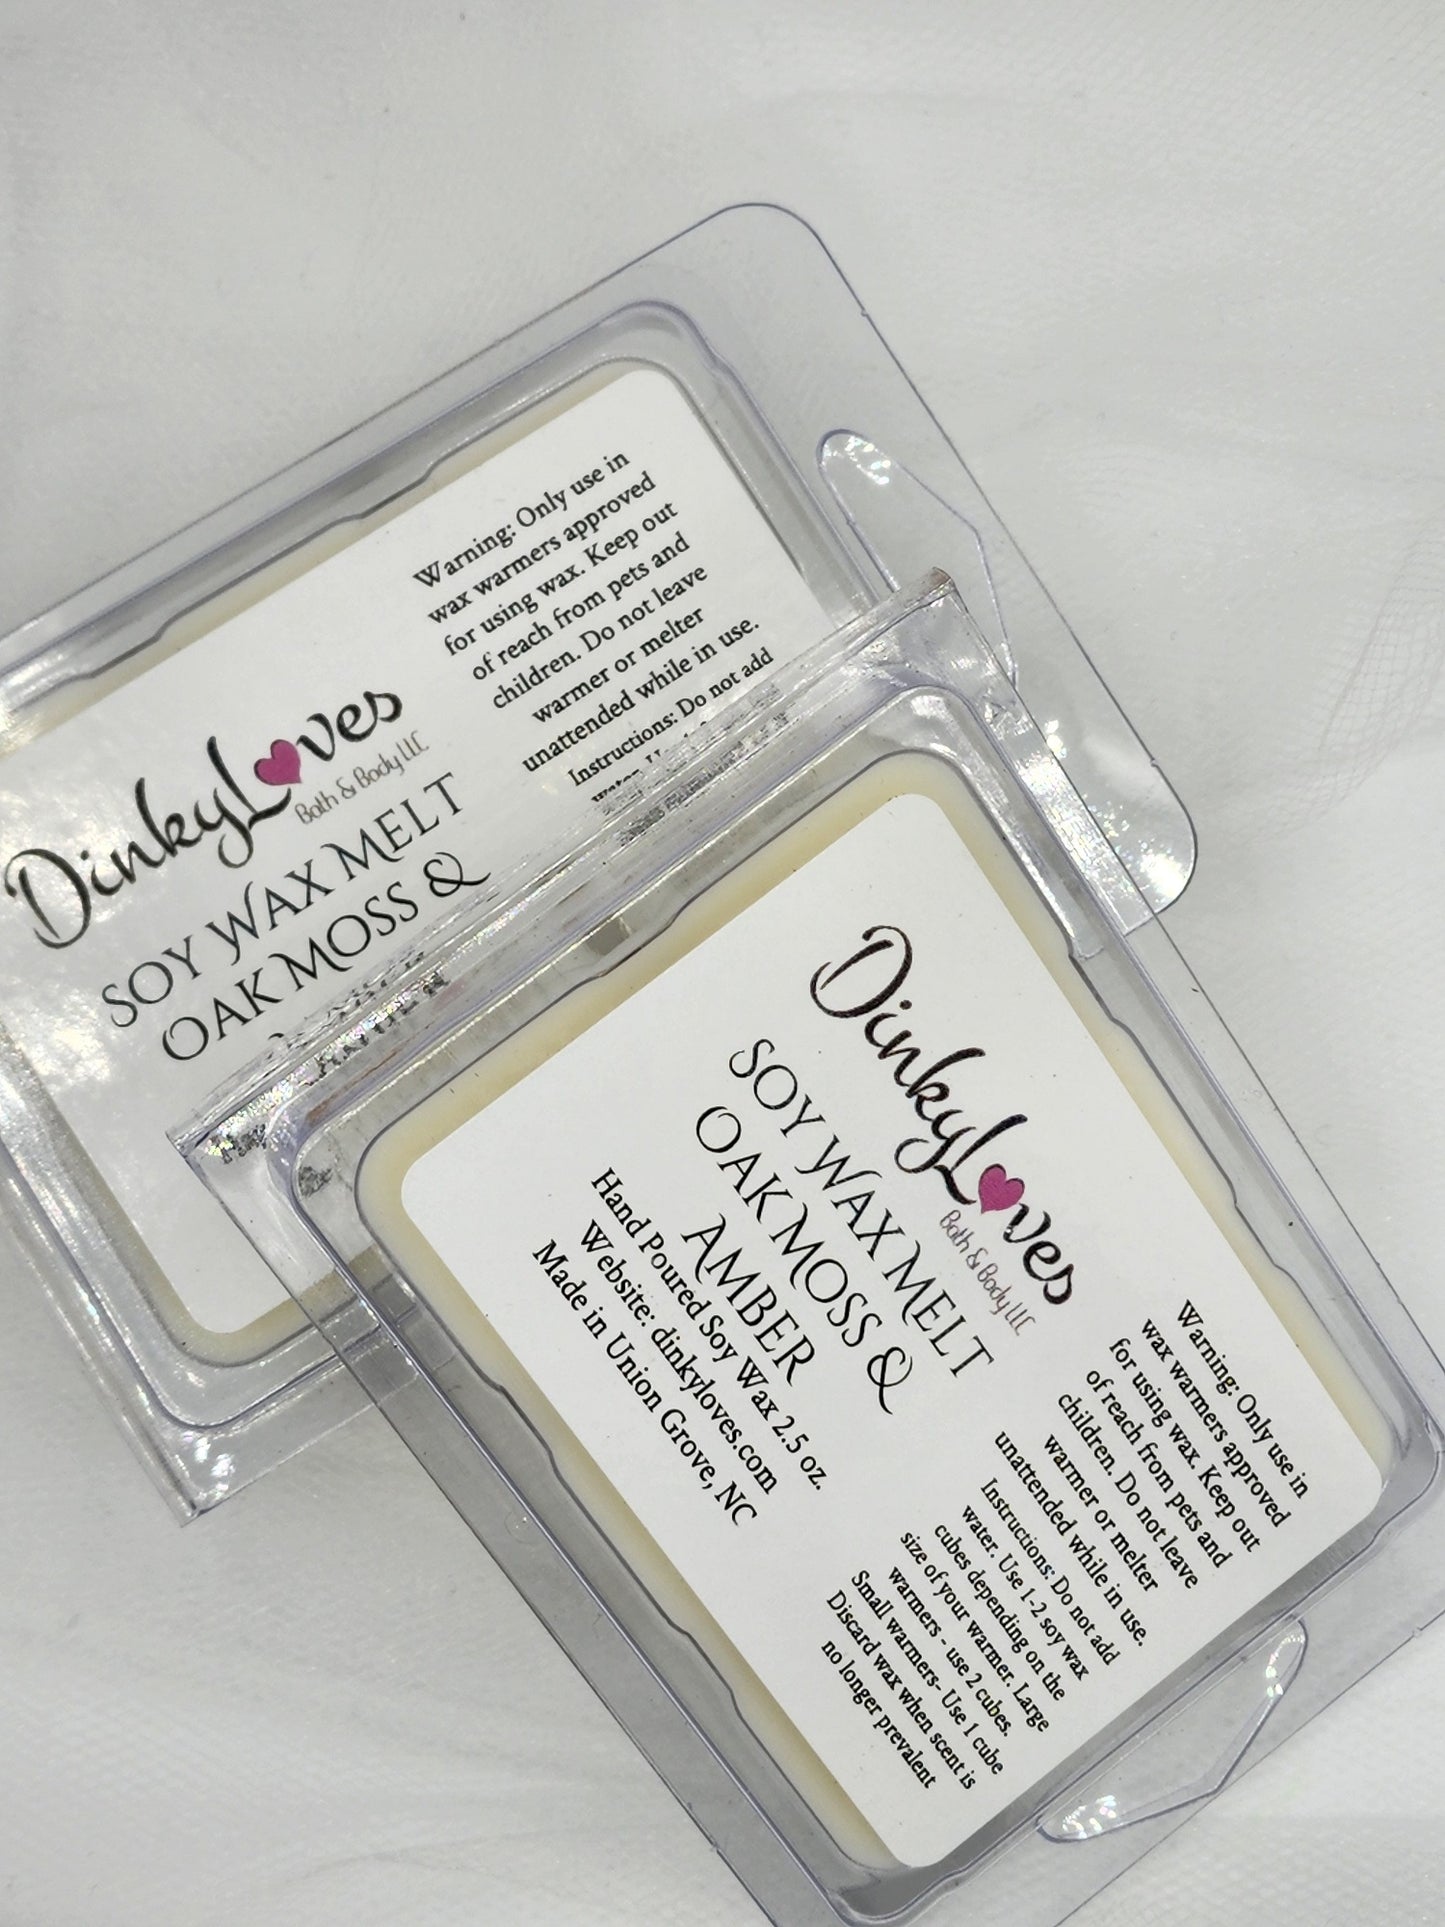 Warning: Only use in
wax warmers approved
for using wax. Keep out
of reach from pets and
children. Do not leave
warmer or melter
unattended while in use.
Instructions: Do not add
DinkyLoves
Bath & Body LLC
SOY WAX MELT
OAK MOSS &
DinkyLoves
Bath & Body LLC
SOY WAX MELT
OAK MOSS &
AMBER
Hand Poured Soy Wax 2.5 oz.
Website: dinkyloves.com
Made in Union Grove, NC
Warning: Only use in
wax warmers approved
for using wax. Keep out
of reach from pets and
children. Do not leave
warmer or melter
unattended while in use.
Instructions: Do not add
water. Use 1-2 soy wax
cubes depending on the
size of your warmer. Large
warmers - use 2 cubes.
Small warmers- Use 1 cube
Discard wax when scent is
no longer prevalent